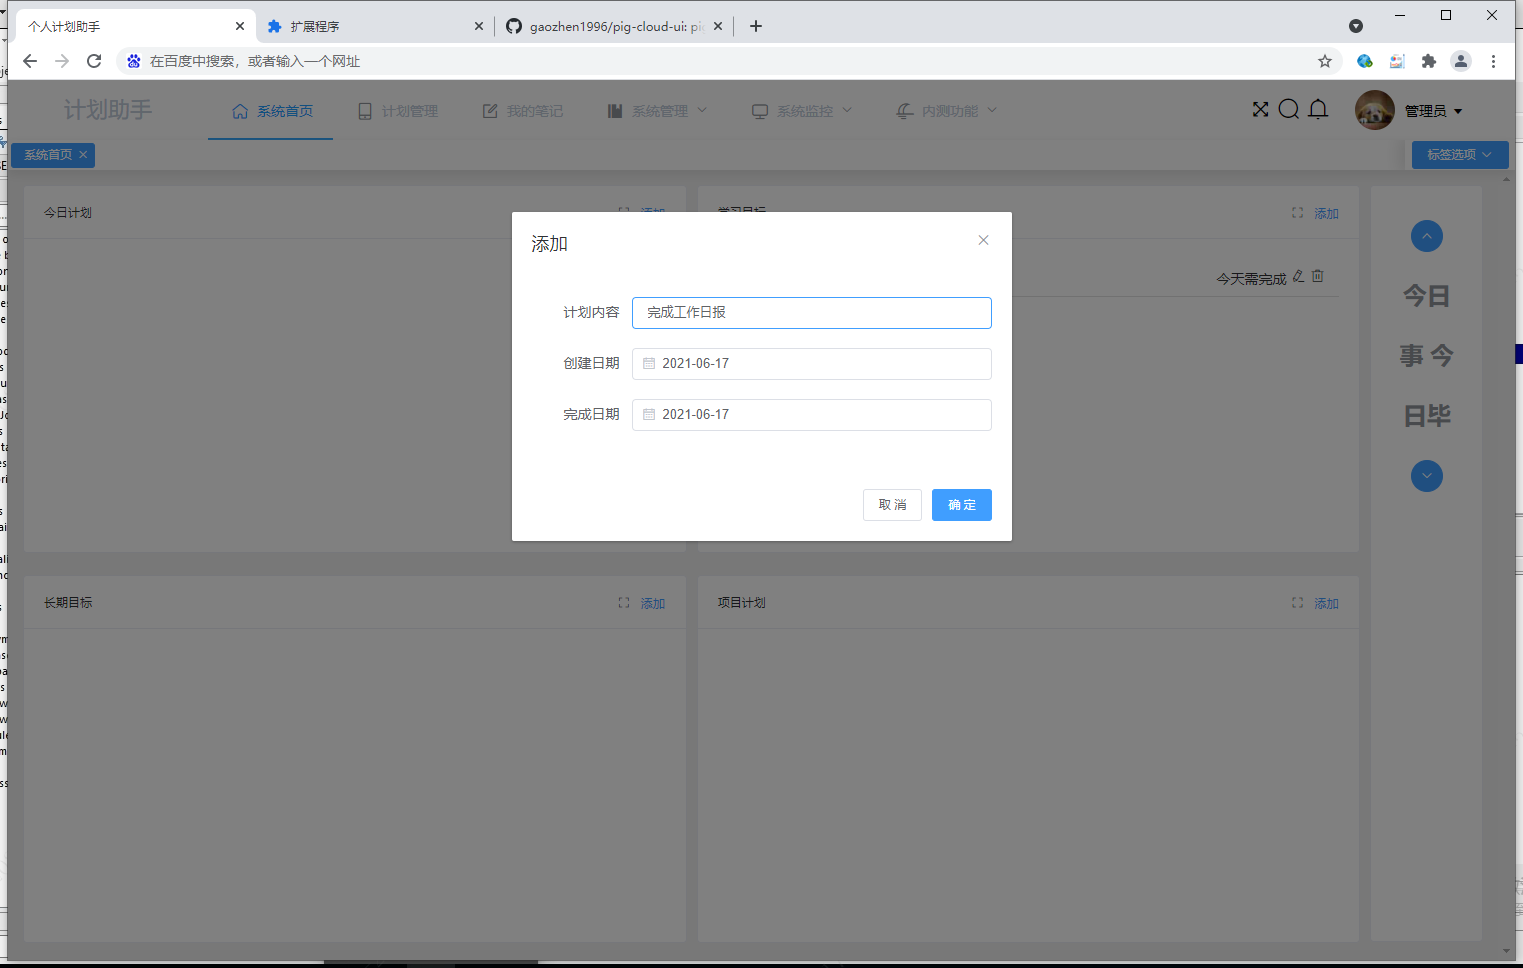 个人计划助手
扩展程序
gaozhen1996/pig-cloud-ui: pi
在百度中搜索，或者输入一个网址
计划助手
系统首页
计划管理
我的笔记
系统管理
系统监控
内测功能
管理员
系统首页
标签选项
今日计划
添加
学习目标
添加
今天需完成
今日
事 今
日毕
添加
计划内容 完成工作日报
创建日期 2021-06-17
完成日期 2021-06-17
取 消
确 定
长期目标
添加
项目计划
添加